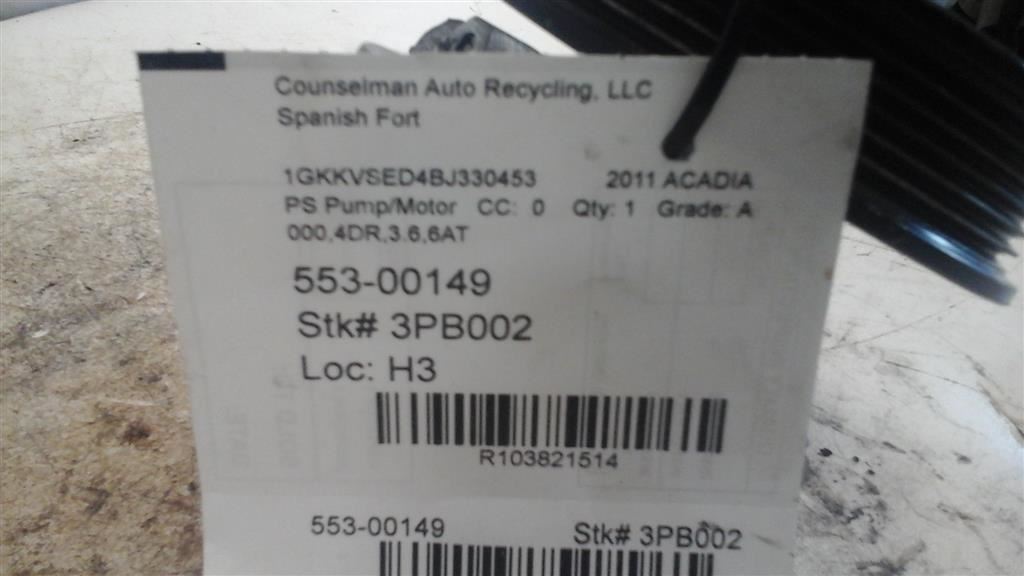 Counselman Auto Recycling, LLC
Spanish Fort
1GKKVSED4BJ330453 2011 ACADIA
PS Pump/Motor CC: 0 Qty: 1 Grade: A
000,4DR,3.6,6AT
553-00149
Stk# 3PB002
Loc: H3
R103821514
553-00149 Stk# 3PB002